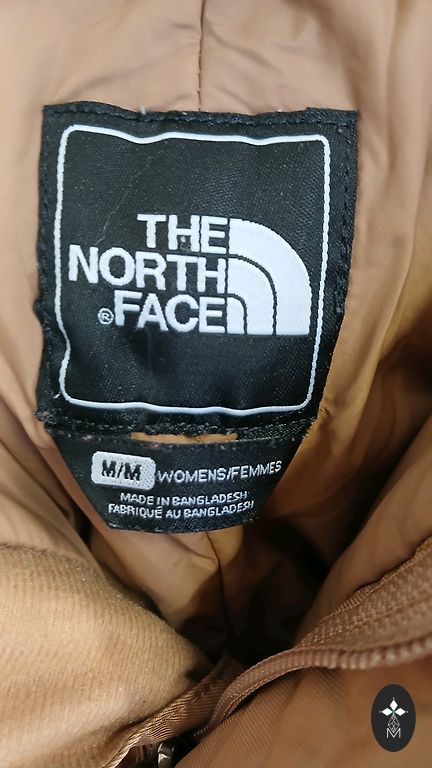 THE
NORTH
®FACE
M/M WOMENS/FEMMES
MADE IN BANGLADESH
FABRIQUÉ AU BANGLADESH
M